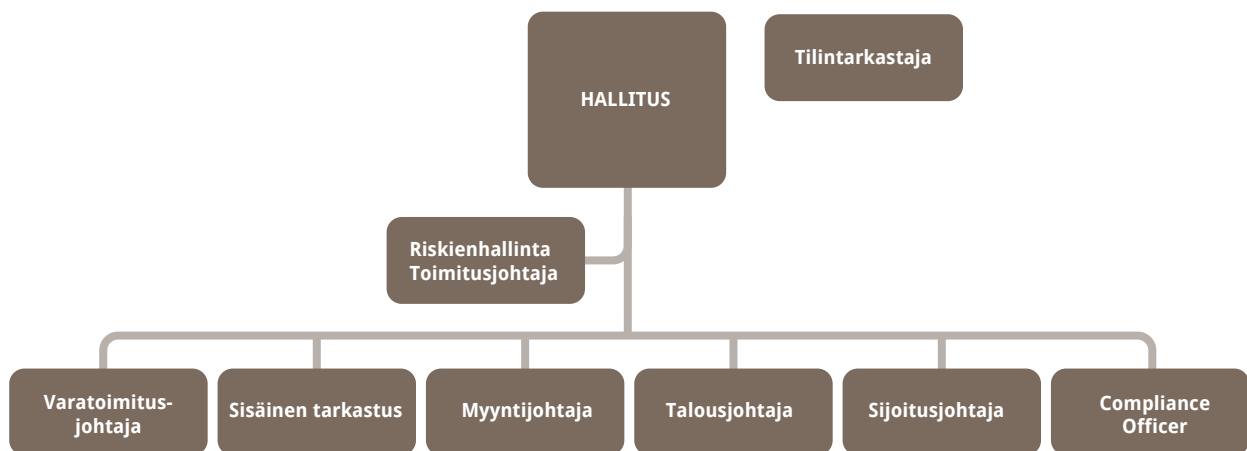 HALLITUS
Tilintarkastaja
Riskienhallinta
Toimitusjohtaja
Varatoimitus-
johtaja
Sisäinen tarkastus
Myyntijohtaja
Talousjohtaja
Sijoitusjohtaja
Compliance
Officer